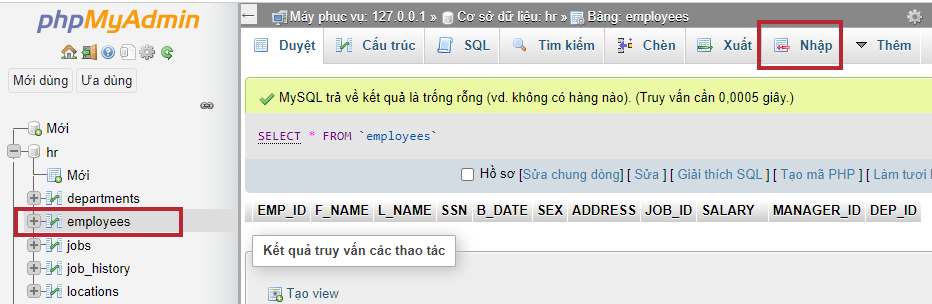 phpMyAdmin
Mới dùng Ưa dùng
Mới
hr
Mới
departments
employees
jobs
job_history
locations
Máy phục vụ: 127.0.0.1 » Cơ sở dữ liệu: hr » Bảng: employees
Duyệt Cấu trúc SQL Tìm kiếm Chèn Xuất Nhập Thêm
MySQL trả về kết quả là trống rỗng (vd. không có hàng nào). (Truy vấn cần 0,0005 giây.)
SELECT * FROM `employees`
Hồ sơ [Sửa chung dòng] [ Sửa ] [ Giải thích SQL ] [ Tạo mã PHP ] [ Làm tươi
EMP_ID F_NAME L_NAME SSN B_DATE SEX ADDRESS JOB_ID SALARY MANAGER_ID DEP_ID
Kết quả truy vấn các thao tác
Tạo view